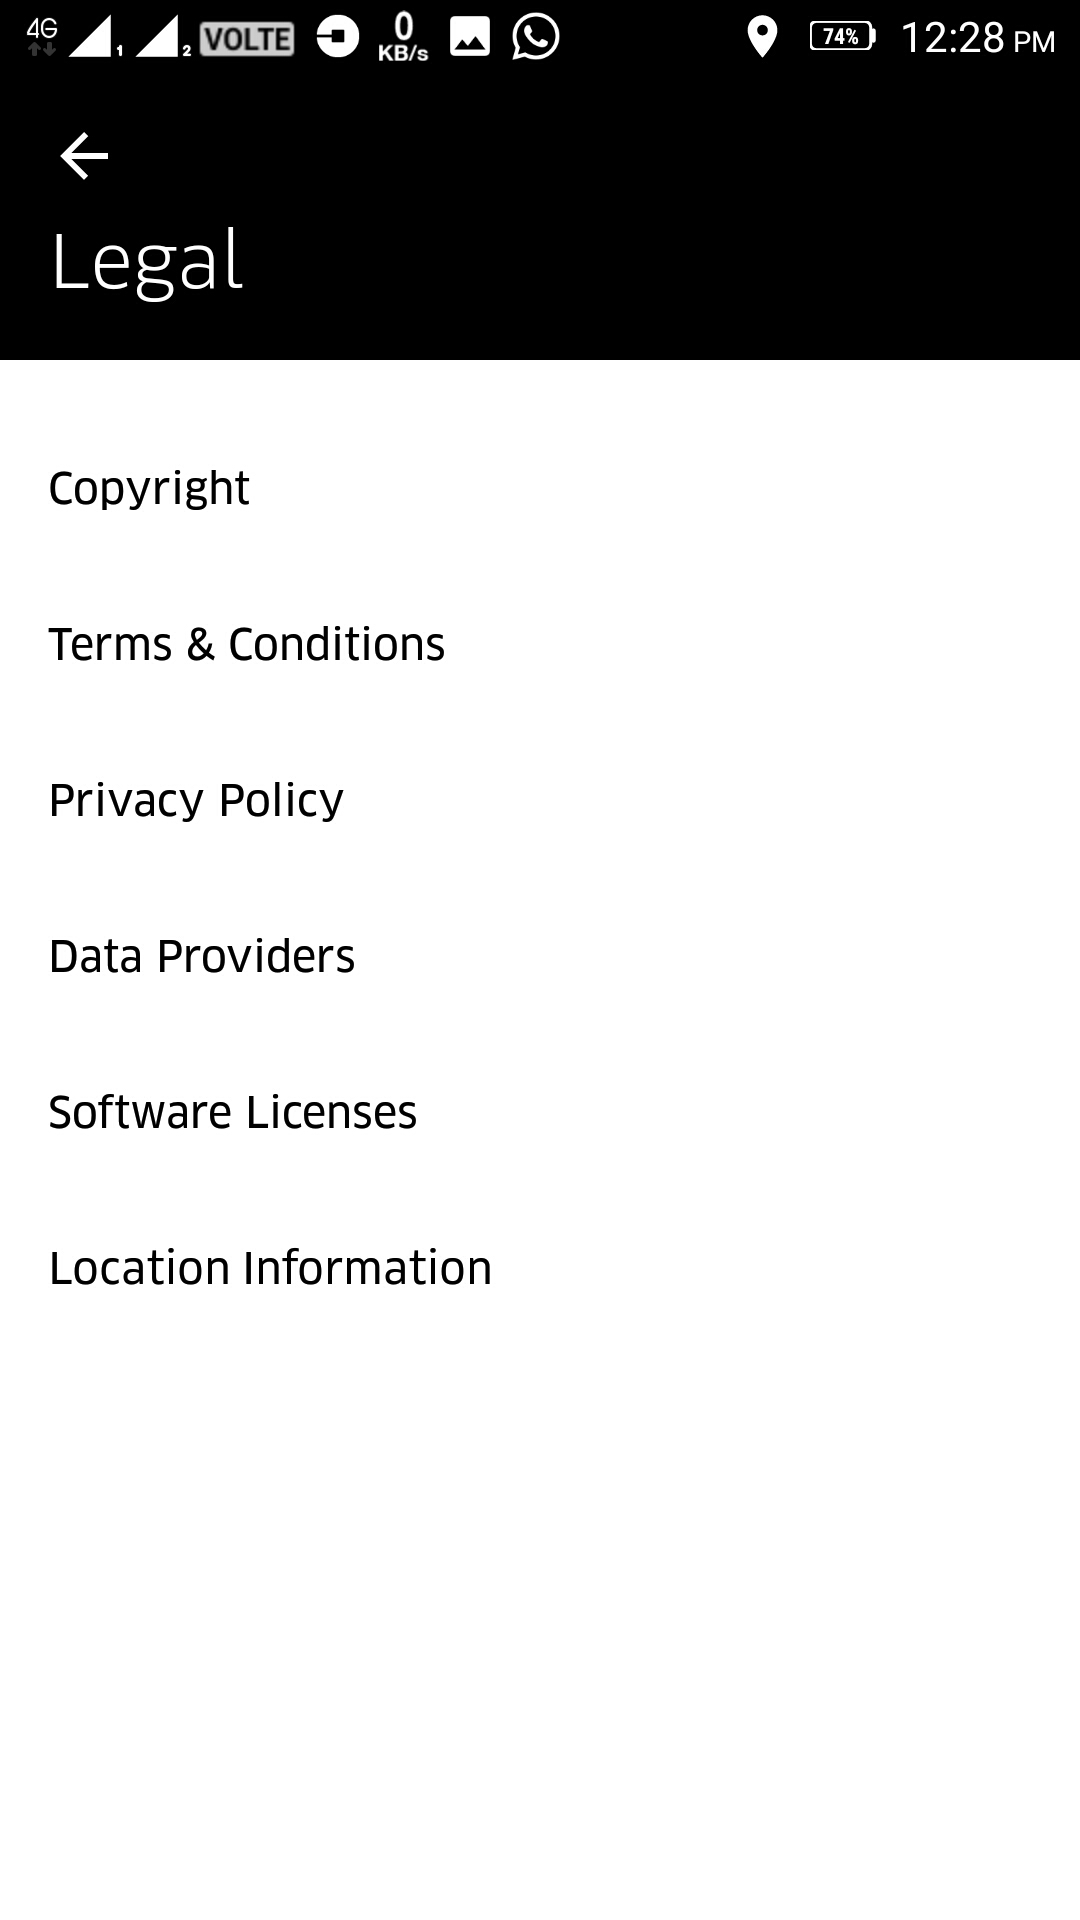 4G 1 2 VOLTE 0 KB/s 74% 12:28 PM
Legal
Copyright
Terms & Conditions
Privacy Policy
Data Providers
Software Licenses
Location Information